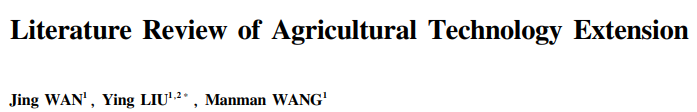 Literature Review of Agricultural Technology Extension
Jing WAN¹, Ying LIU¹,²*, Manman WANG¹